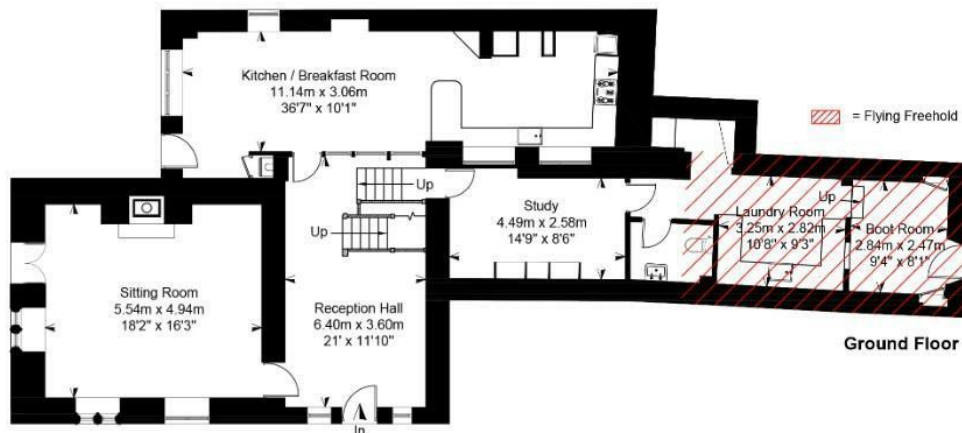 Kitchen / Breakfast Room
11.14m x 3.06m
36'7" x 10'1"
= Flying Freehold
Up
Study
4.49m x 2.58m
14'9" x 8'6"
Up
Laundry Room
3.25m x 2.82m
10'8" x 9'3"
Up
Boot Room
2.84m x 2.47m
9'4" x 8'1"
Sitting Room
5.54m x 4.94m
18'2" x 16'3"
Reception Hall
6.40m x 3.60m
21' x 11'10"
Ground Floor
In